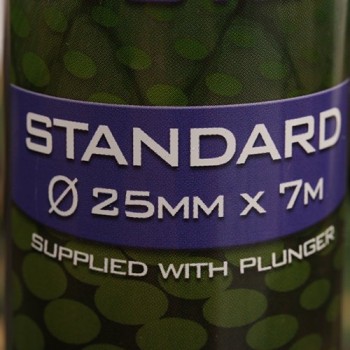 STANDARD
Ø 25MM X 7M
SUPPLIED WITH PLUNGER